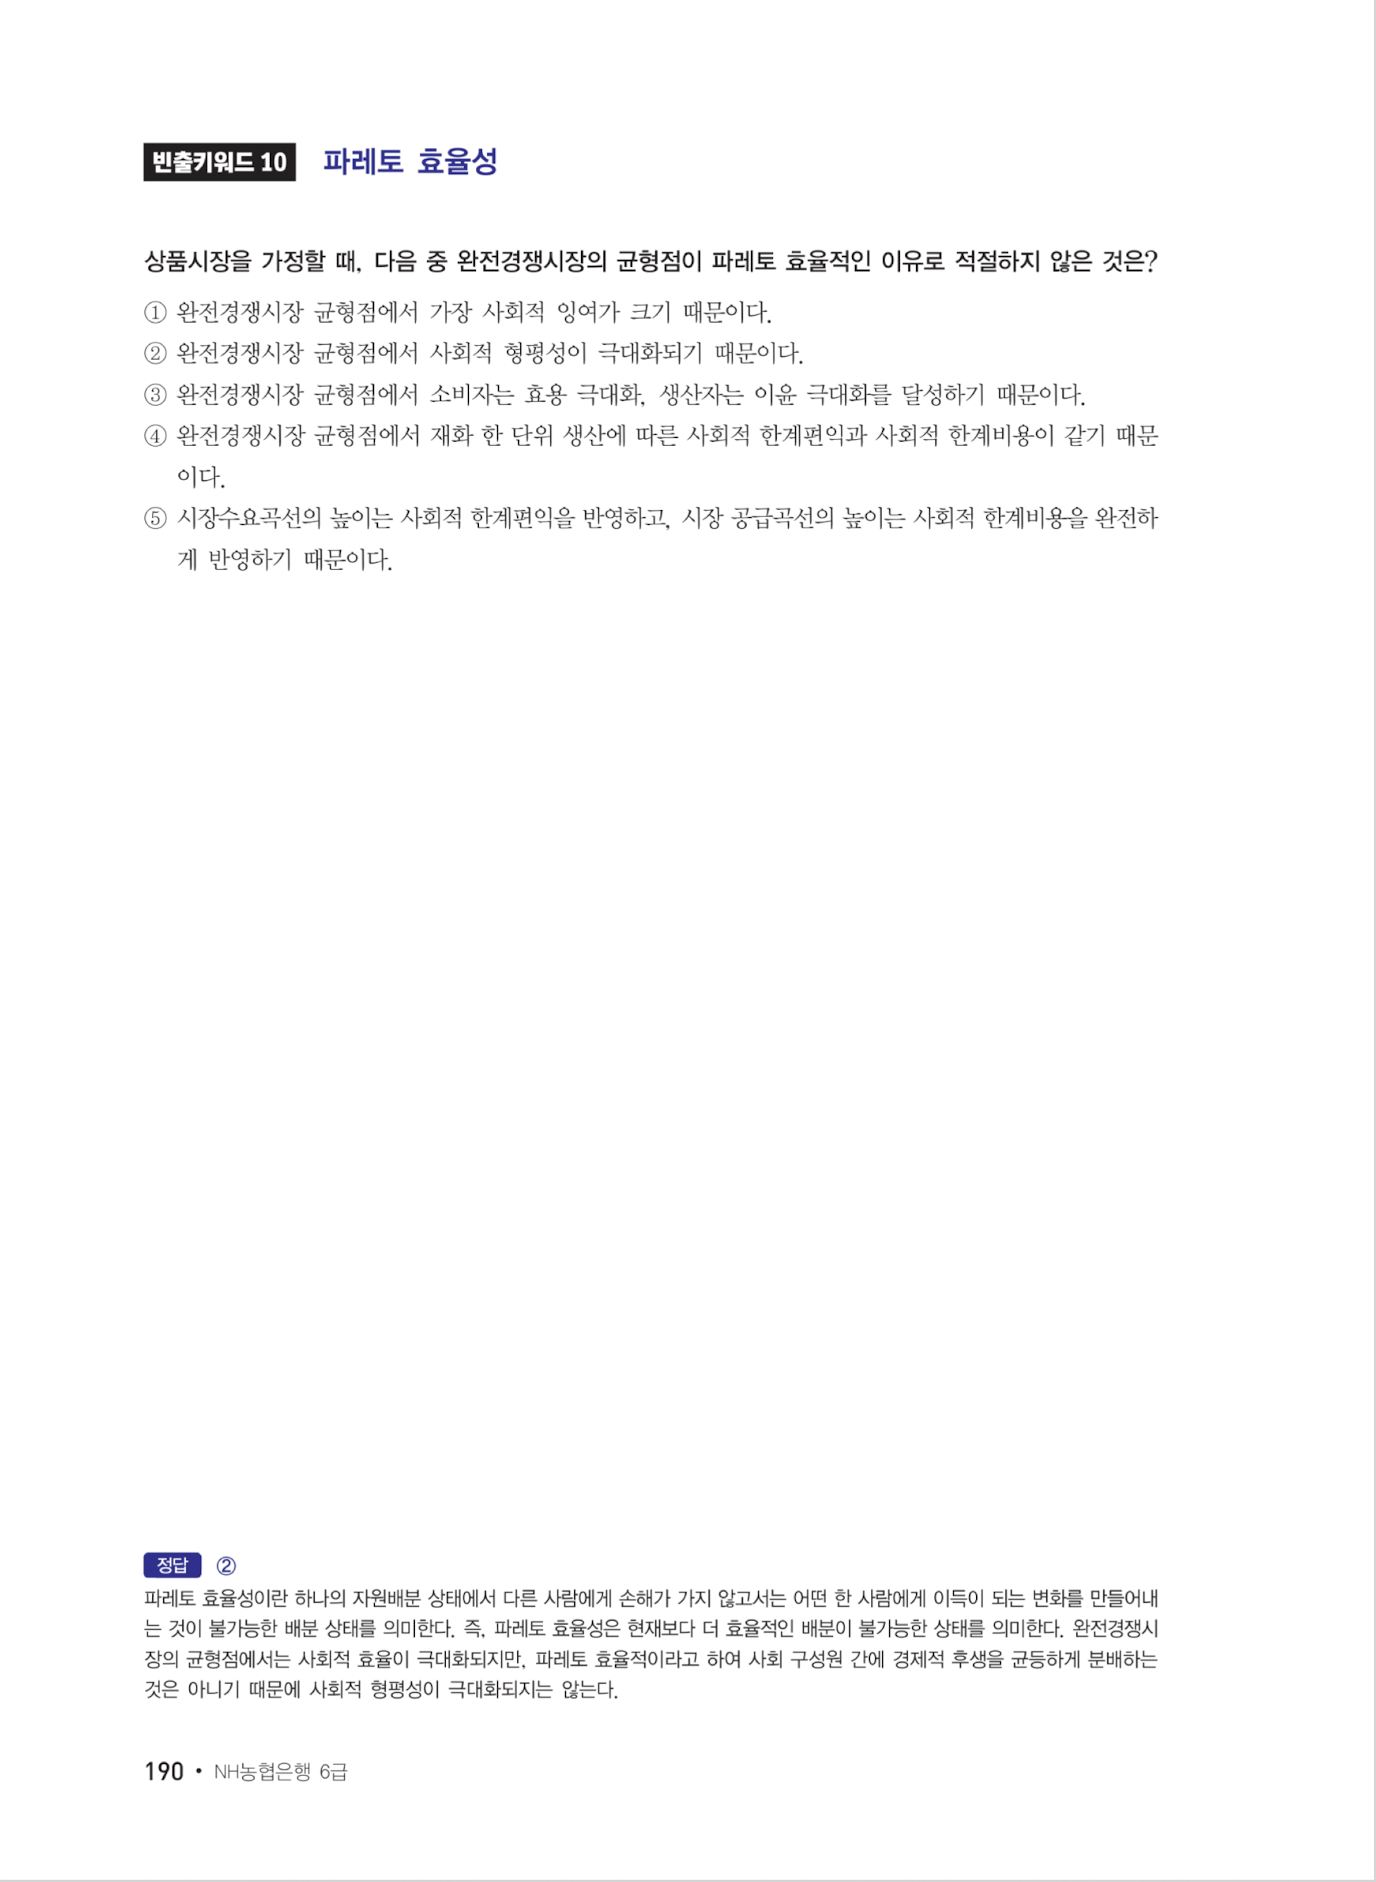 빈출키워드 10 파레토 효율성
상품시장을 가정할 때, 다음 중 완전경쟁시장의 균형점이 파레토 효율적인 이유로 적절하지 않은 것은?
① 완전경쟁시장 균형점에서 가장 사회적 잉여가 크기 때문이다.
② 완전경쟁시장 균형점에서 사회적 형평성이 극대화되기 때문이다.
③ 완전경쟁시장 균형점에서 소비자는 효용 극대화, 생산자는 이윤 극대화를 달성하기 때문이다.
④ 완전경쟁시장 균형점에서 재화 한 단위 생산에 따른 사회적 한계편익과 사회적 한계비용이 같기 때문
이다.
⑤ 시장수요곡선의 높이는 사회적 한계편익을 반영하고, 시장 공급곡선의 높이는 사회적 한계비용을 완전하
게 반영하기 때문이다.
정답 ②
파레토 효율성이란 하나의 자원배분 상태에서 다른 사람에게 손해가 가지 않고서는 어떤 한 사람에게 이득이 되는 변화를 만들어내
는 것이 불가능한 배분 상태를 의미한다. 즉, 파레토 효율성은 현재보다 더 효율적인 배분이 불가능한 상태를 의미한다. 완전경쟁시
장의 균형점에서는 사회적 효율이 극대화되지만, 파레토 효율적이라고 하여 사회 구성원 간에 경제적 후생을 균등하게 분배하는
것은 아니기 때문에 사회적 형평성이 극대화되지는 않는다.
190 • NH농협은행 6급